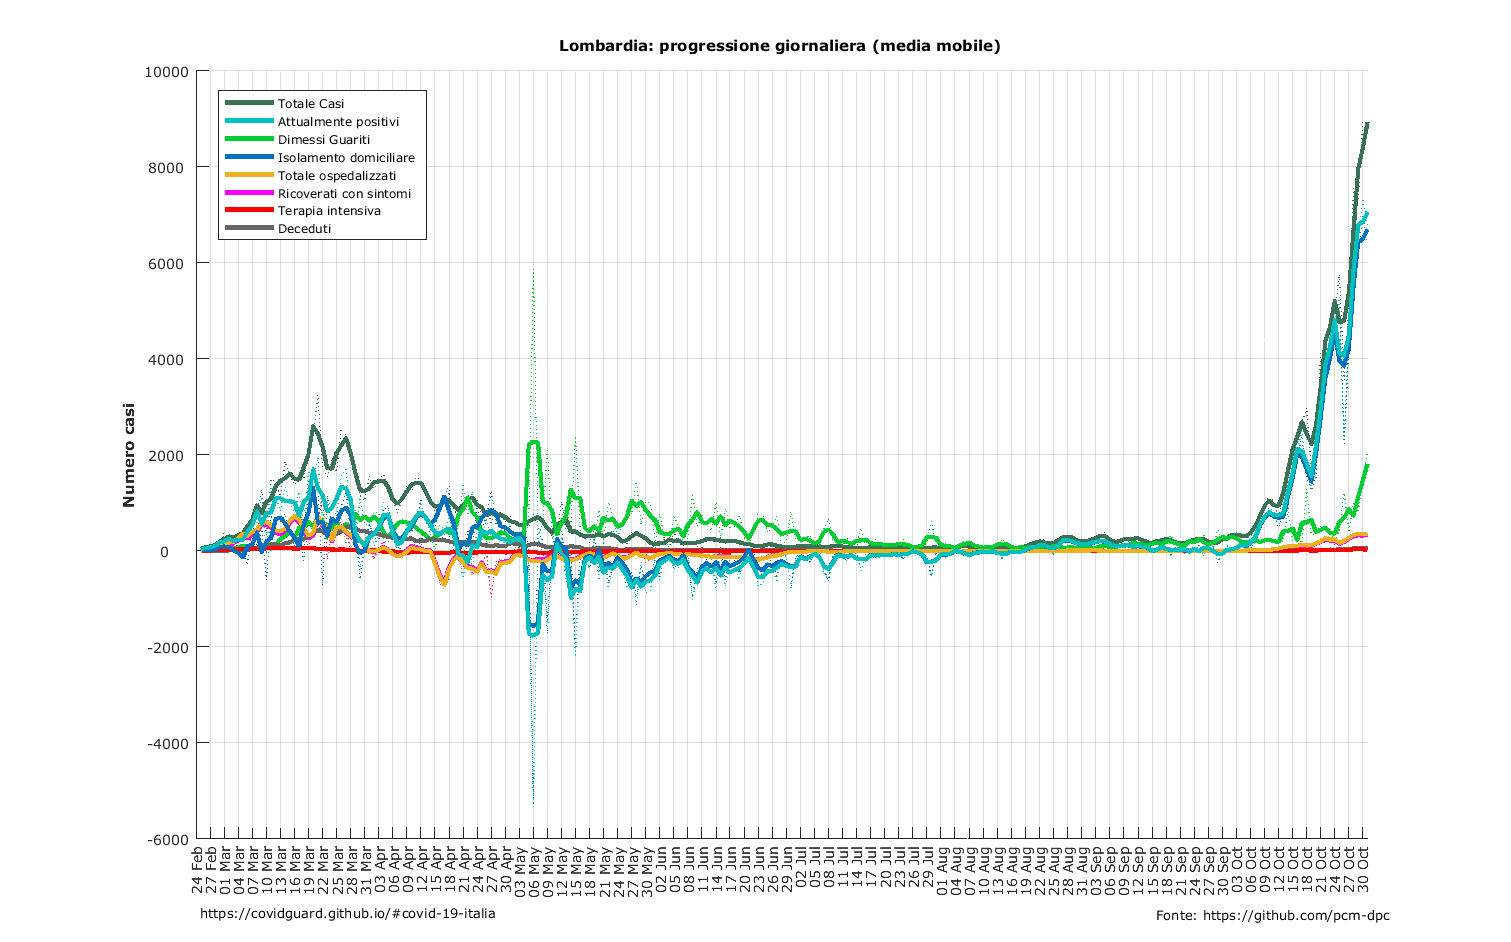 Lombardia: progressione giornaliera (media mobile)
10000
8000
6000
4000
2000
0
-2000
-4000
-6000
Numero casi
Totale Casi
Attualmente positivi
Dimessi Guariti
Isolamento domiciliare
Totale ospedalizzati
Ricoverati con sintomi
Terapia intensiva
Deceduti
24 Feb
27 Feb
01 Mar
04 Mar
07 Mar
10 Mar
13 Mar
16 Mar
19 Mar
22 Mar
25 Mar
28 Mar
31 Mar
03 Apr
06 Apr
09 Apr
12 Apr
15 Apr
18 Apr
21 Apr
24 Apr
27 Apr
30 Apr
03 May
06 May
09 May
12 May
15 May
18 May
21 May
24 May
27 May
30 May
02 Jun
05 Jun
08 Jun
11 Jun
14 Jun
17 Jun
20 Jun
23 Jun
26 Jun
29 Jun
02 Jul
05 Jul
08 Jul
11 Jul
14 Jul
17 Jul
20 Jul
23 Jul
26 Jul
29 Jul
01 Aug
04 Aug
07 Aug
10 Aug
13 Aug
16 Aug
19 Aug
22 Aug
25 Aug
28 Aug
31 Aug
03 Sep
06 Sep
09 Sep
12 Sep
15 Sep
18 Sep
21 Sep
24 Sep
27 Sep
30 Sep
03 Oct
06 Oct
09 Oct
12 Oct
15 Oct
18 Oct
21 Oct
24 Oct
27 Oct
30 Oct
https://covidguard.github.io/#covid-19-italia
Fonte: https://github.com/pcm-dpc